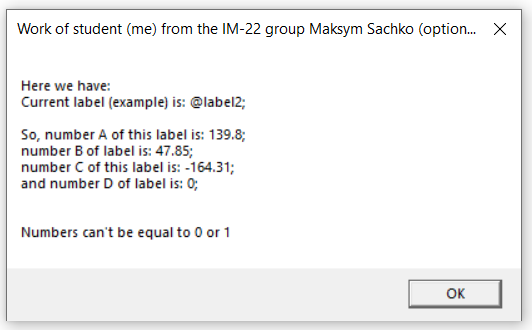 Work of student (me) from the IM-22 group Maksym Sachko (option...
Here we have:
Current label (example) is: @label2;
So, number A of this label is: 139.8;
number B of label is: 47.85;
number C of this label is: -164.31;
and number D of label is: 0;
Numbers can't be equal to 0 or 1
OK